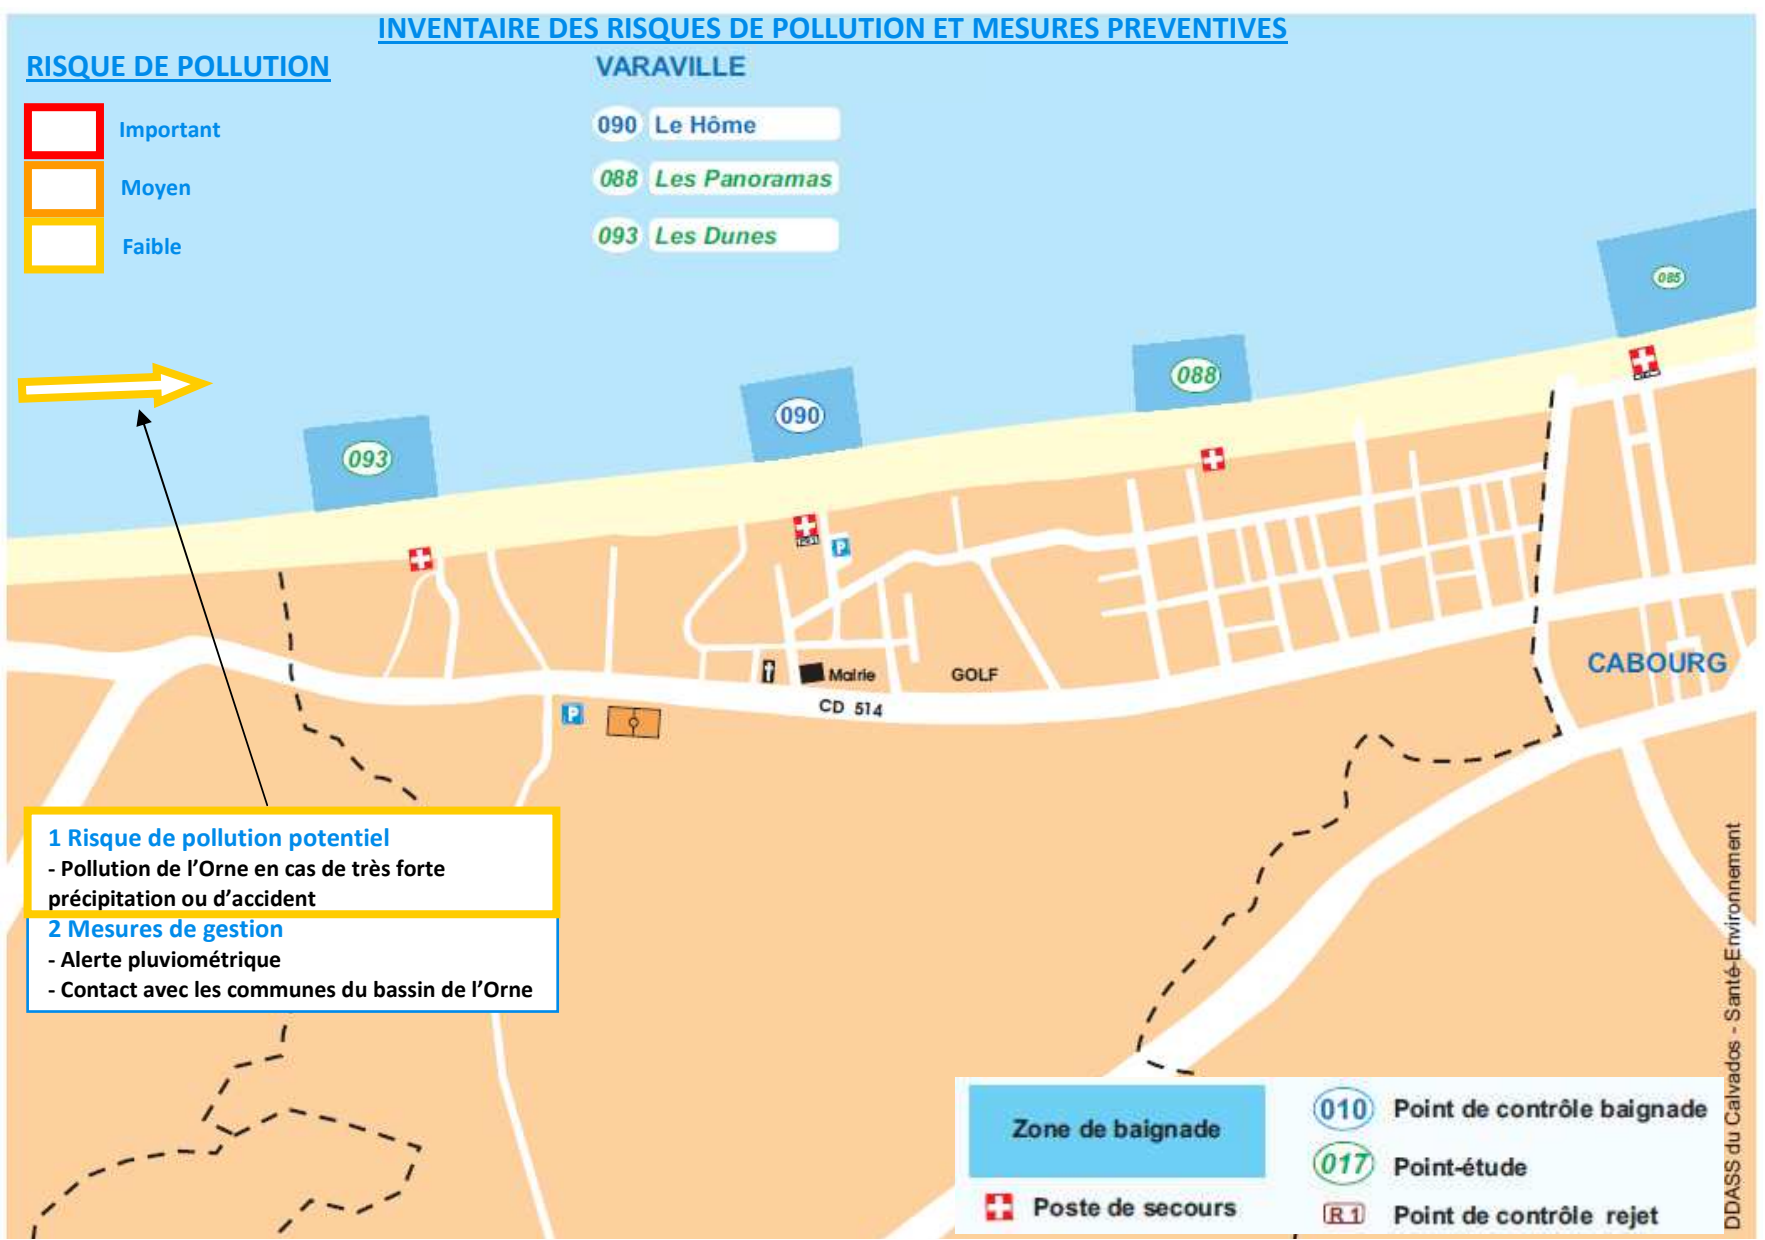 INVENTAIRE DES RISQUES DE POLLUTION ET MESURES PREVENTIVES
RISQUE DE POLLUTION
Important
Moyen
Faible
VARAVILLE
090 Le Hôme
088 Les Panoramas
093 Les Dunes
085
088
090
093
P
Mairie
GOLF
CD 514
P
CABOURG
1 Risque de pollution potentiel
- Pollution de l’Orne en cas de très forte
précipitation ou d’accident
2 Mesures de gestion
- Alerte pluviométrique
- Contact avec les communes du bassin de l’Orne
Zone de baignade
Poste de secours
010 Point de contrôle baignade
017 Point-étude
R 1 Point de contrôle rejet
DDASS du Calvados - Santé-Environnement